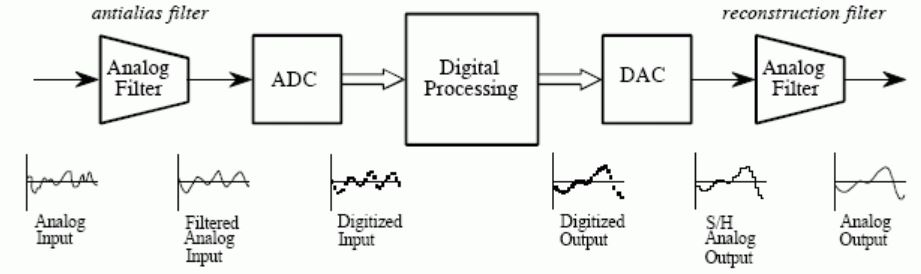 antialias filter
reconstruction filter
Analog
Filter
ADC
Digital
Processing
DAC
Analog
Filter
Analog
Input
Filtered
Analog
Input
Digitized
Input
Digitized
Output
S/H
Analog
Output
Analog
Output